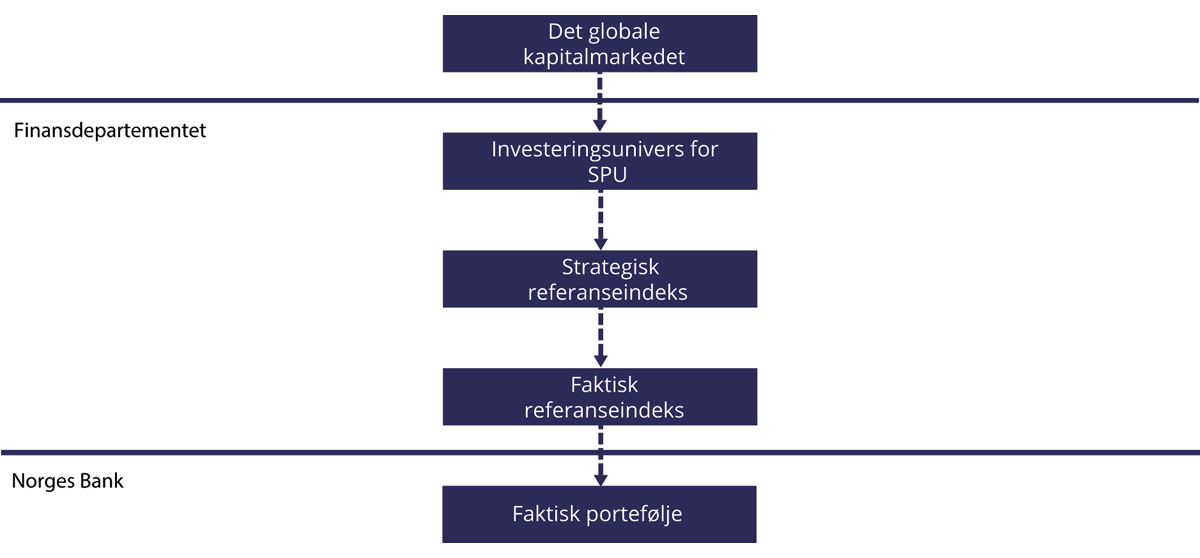 Det globale
kapitalmarkedet
Finansdepartementet
Investeringsunivers for
SPU
Strategisk
referanseindeks
Faktisk
referanseindeks
Norges Bank
Faktisk portefølje